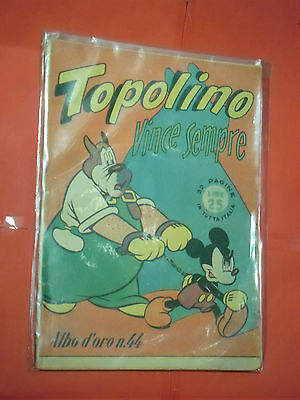 Topolino
Vince sempre
32 PAGINE
LIRE
25
IN TUTTA ITALIA
Albo d'oro n. 44